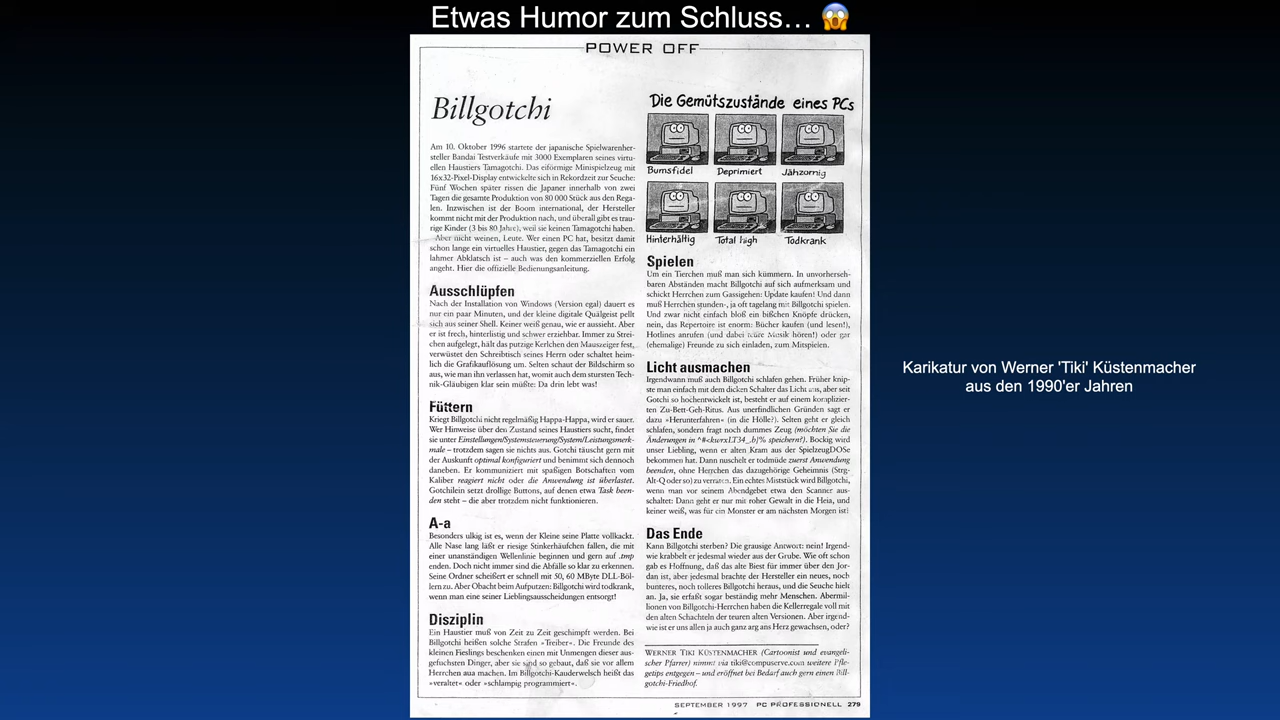 Etwas Humor zum Schluss… 😱
POWER OFF
Billgotchi
Am 10. Oktober 1996 startete der japanische Spielwarenher-
steller Bandai Testverkäufe mit 3000 Exemplaren seines virtu-
ellen Haustiers Tamagotchi. Das eiförmige Minispielzeug mit
16x32-Pixel-Display entwickelte sich in Rekordzeit zur Seuche:
Fünf Wochen später rissen die Japaner innerhalb von zwei
Tagen die gesamte Produktion von 80 000 Stück aus den Rega-
len. Inzwischen ist der Boom international, der Hersteller
kommt nicht mit der Produktion nach, und überall gibt es trau-
rige Kinder (3 bis 80 Jahre), weil sie keinen Tamagotchi haben.
Aber nicht weinen, Leute. Wer einen PC hat, besitzt damit
schon lange ein virtuelles Haustier, gegen das Tamagotchi ein
lahmer Abklatsch ist – auch was den kommerziellen Erfolg
angeht. Hier die offizielle Bedienungsanleitung.
Ausschlüpfen
Nach der Installation von Windows (Version egal) dauert es
nur ein paar Minuten, und der kleine digitale Quälgeist pellt
sich aus seiner Shell. Keiner weiß genau, wie er aussieht. Aber
er ist frech, hinterlistig und schwer erziehbar. Immer zu Strei-
chen aufgelegt, hält das putzige Kerlchen den Mauszeiger fest,
verwüstet den Schreibtisch seines Herrn oder schaltet heim-
lich die Grafikauflösung um. Selten schaut der Bildschirm so
aus, wie man ihn verlassen hat, womit auch dem stursten Tech-
nik-Gläubigen klar sein müßte: Da drin lebt was!
Füttern
Kriegt Billgotchi nicht regelmäßig Happa-Happa, wird er sauer.
Wer Hinweise über den Zustand seines Haustiers sucht, findet
sie unter Einstellungen/Systemsteuerung/System/Leistungsmerk-
male – trotzdem sagen sie nichts aus. Gotchi täuscht gern mit
der Auskunft optimal konfiguriert und benimmt sich dennoch
daneben. Er kommuniziert mit spaßigen Botschaften vom
Kaliber reagiert nicht oder die Anwendung ist überlastet.
Gotchilein setzt drollige Buttons, auf denen etwa Task been-
den steht – die aber trotzdem nicht funktionieren.
A-a
Besonders ulkig ist es, wenn der Kleine seine Platte vollkackt.
Alle Nase lang läßt er riesige Stinkerhäufchen fallen, die mit
einer unanständigen Wellenlinie beginnen und gern auf .tmp
enden. Doch nicht immer sind die Abfälle so klar zu erkennen.
Seine Ordner scheißert er schnell mit 50, 60 MByte DLL-Böl-
lern zu. Aber Obacht beim Aufputzen: Billgotchi wird todkrank,
wenn man eine seiner Lieblingsausscheidungen entsorgt!
Disziplin
Ein Haustier muß von Zeit zu Zeit geschimpft werden. Bei
Billgotchi heißen solche Strafen »Treiber«. Die Freunde des
kleinen Fieslings beschenken einen mit Unmengen dieser aus-
gefuchsten Dinger, aber sie sind so gebaut, daß sie vor allem
Herrchen aua machen. Im Billgotchi-Kauderwelsch heißt das
»veraltet« oder »schlampig programmiert«.
Die Gemütszustände eines PCs
Bumsfidel Deprimiert Jähzornig
Hinterhältig Total high Todkrank
Spielen
Um ein Tierchen muß man sich kümmern. In unvorherseh-
baren Abständen macht Billgotchi auf sich aufmerksam und
schickt Herrchen zum Gassigehen: Update kaufen! Und dann
muß Herrchen stunden-, ja oft tagelang mit Billgotchi spielen.
Und zwar nicht einfach bloß ein bißchen Knöpfe drücken,
nein, das Repertoire ist enorm: Bücher kaufen (und lesen!),
Hotlines anrufen (und dabei teure Musik hören!) oder gar
(ehemalige) Freunde zu sich einladen, zum Mitspielen.
Licht ausmachen
Irgendwann muß auch Billgotchi schlafen gehen. Früher knip-
ste man einfach mit dem dicken Schalter das Licht aus, aber seit
Gotchi so hochentwickelt ist, besteht er auf einem komplizier-
ten Zu-Bett-Geh-Ritus. Aus unerfindlichen Gründen sagt er
dazu »Herunterfahren« (in die Hölle?). Selten geht er gleich
schlafen, sondern fragt noch dummes Zeug (möchten Sie die
Änderungen in ^#<kwrxLT34_.b]% speichern?). Bockig wird
unser Liebling, wenn er alten Kram aus der SpielzeugDOSe
bekommen hat. Dann nuschelt er todmüde zuerst Anwendung
beenden, ohne Herrchen das dazugehörige Geheimnis (Strg-
Alt-Q oder so) zu verraten. Ein echtes Miststück wird Billgotchi,
wenn man vor seinem Abendgebet etwa den Scanner aus-
schaltet: Dann geht er nur mit roher Gewalt in die Heia, und
keiner weiß, was für ein Monster er am nächsten Morgen ist!
Das Ende
Kann Billgotchi sterben? Die grausige Antwort: nein! Irgend-
wie krabbelt er jedesmal wieder aus der Grube. Wie oft schon
gab es Hoffnung, daß das alte Biest für immer über den Jor-
dan ist, aber jedesmal brachte der Hersteller ein neues, noch
bunteres, noch tolleres Billgotchi heraus, und die Seuche hielt
an. Ja, sie erfaßt sogar beständig mehr Menschen. Abermil-
lionen von Billgotchi-Herrchen haben die Kellerregale voll mit
den alten Schachteln der teuren alten Versionen. Aber irgend-
wie ist er uns allen ja auch ganz arg ans Herz gewachsen, oder?
WERNER TIKI KÜSTENMACHER (Cartoonist und evangeli-
scher Pfarrer) nimmt via tiki@compuserve.com weitere Pfle-
getips entgegen – und eröffnet bei Bedarf auch gern einen Bill-
gotchi-Friedhof.
SEPTEMBER 1997 PC PROFESSIONELL 279
Karikatur von Werner 'Tiki' Küstenmacher
aus den 1990'er Jahren